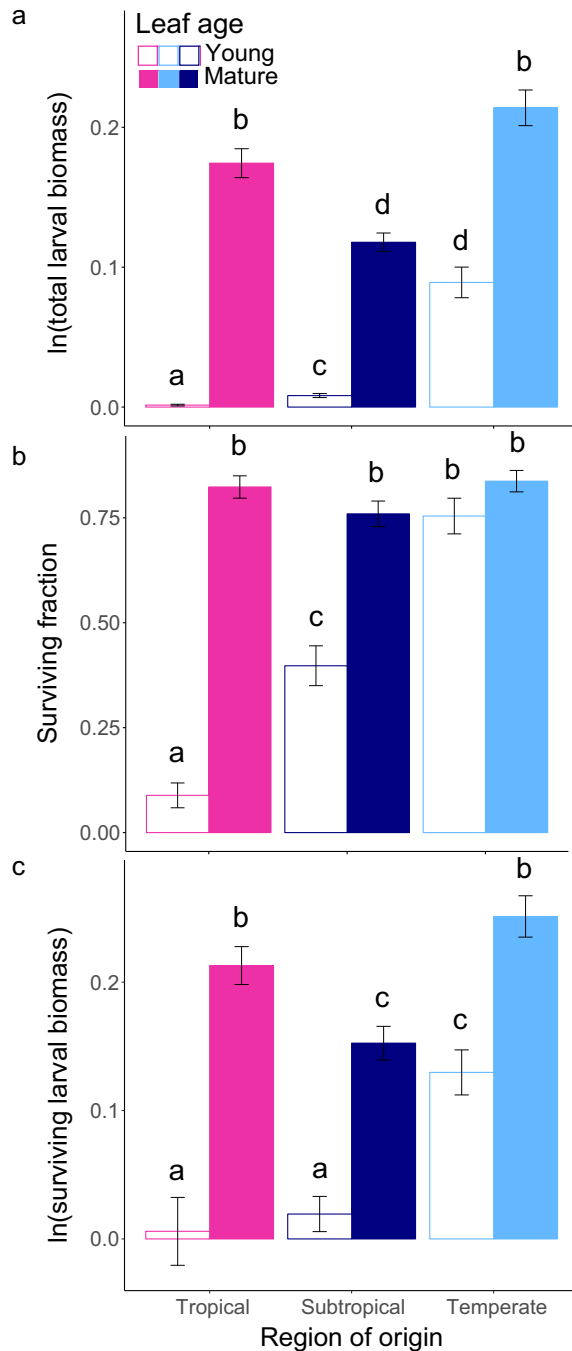 a
Leaf age
Young
Mature
ln(total larval biomass)
0.2
0.1
0.0
a
b
c
d
d
b
b
Surviving fraction
0.75
0.50
0.25
0.00
a
b
c
b
b
b
c
ln(surviving larval biomass)
0.2
0.1
0.0
a
b
a
c
c
b
Tropical
Subtropical
Temperate
Region of origin